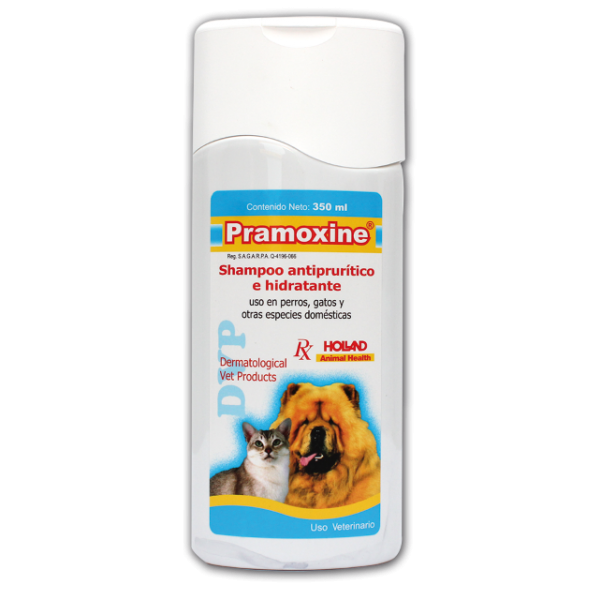 Contenido Neto: 350 ml
Pramoxine®
Reg. S.A.G.A.R.P.A. Q-4196-066
Shampoo antiprurítico
e hidratante
uso en perros, gatos y
otras especies domésticas
DVP
Rx HOLLAND
Animal Health
Dermatological
Vet Products
Uso Veterinario